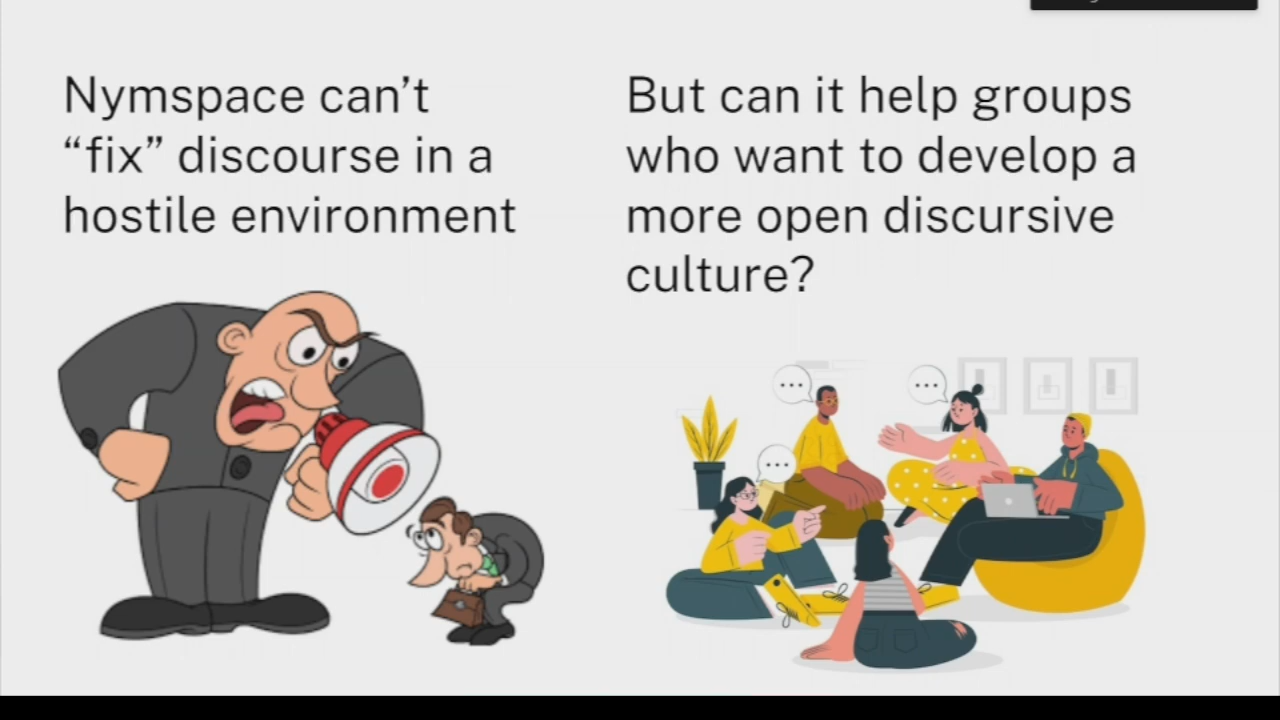 Nymspace can’t
“fix” discourse in a
hostile environment
But can it help groups
who want to develop a
more open discursive
culture?